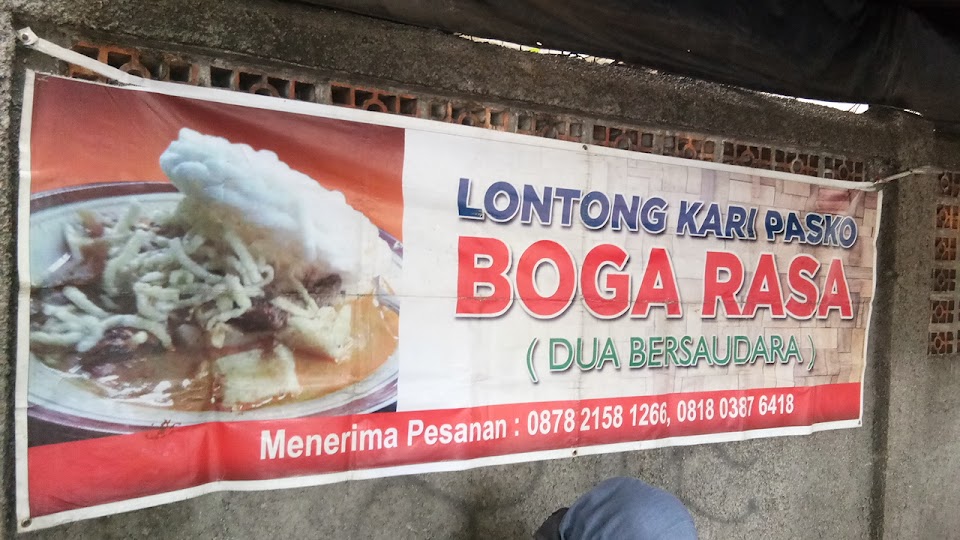 LONTONG KARI PASKO
BOGA RASA
( DUA BERSAUDARA )
Menerima Pesanan : 0878 2158 1266, 0818 0387 6418